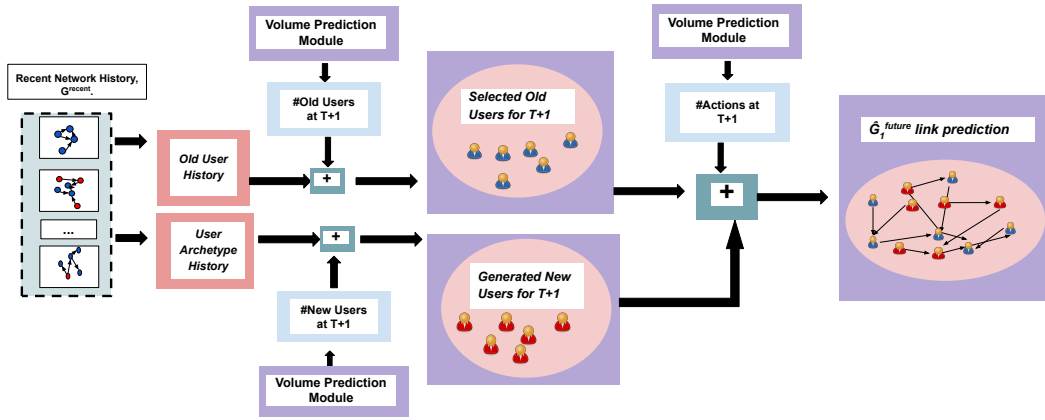 Volume Prediction
Module
Volume Prediction
Module
Recent Network History,
G^recent.
#Old Users
at T+1
Selected Old
Users for T+1
#Actions at
T+1
Ĝ₁^future link prediction
Old User
History
+
+
...
User
Archetype
History
+
Generated New
Users for T+1
#New Users
at T+1
Volume Prediction
Module